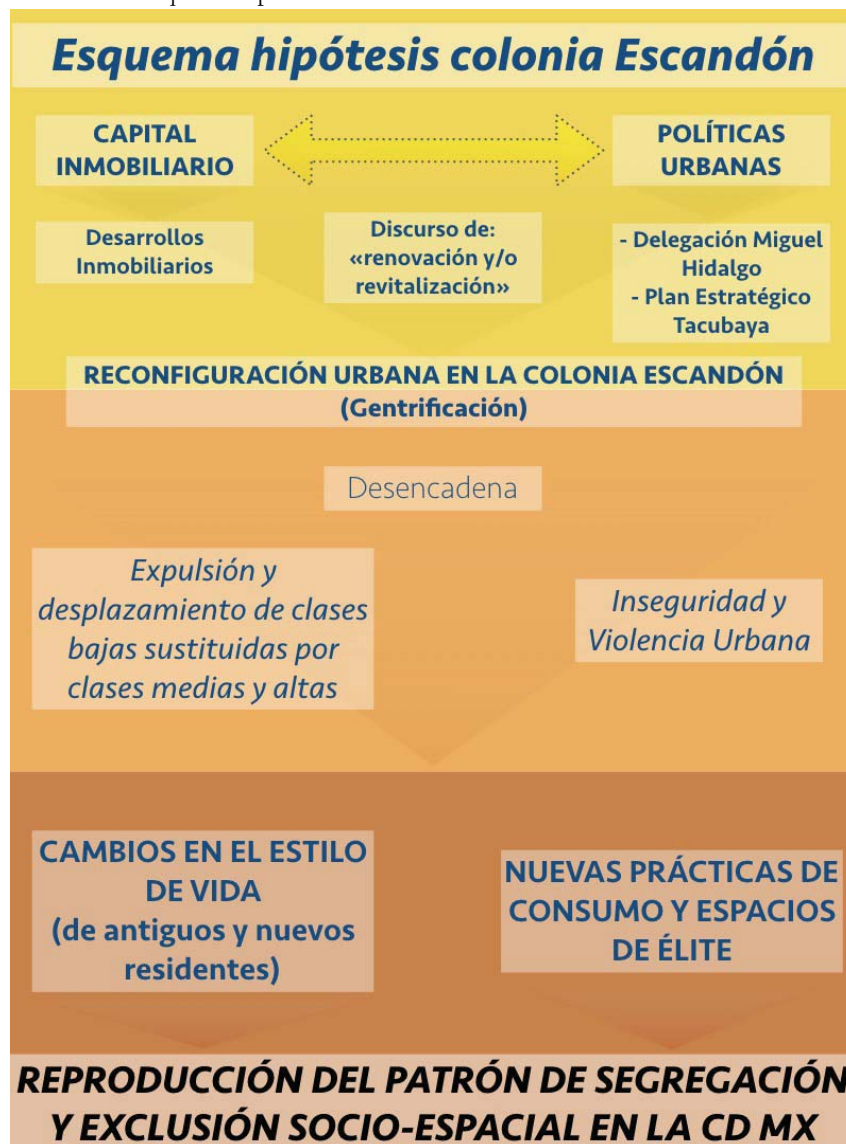 Esquema hipótesis colonia Escandón
CAPITAL
INMOBILIARIO
POLÍTICAS
URBANAS
Desarrollos
Inmobiliarios
Discurso de:
«renovación y/o
revitalización»
- Delegación Miguel
Hidalgo
- Plan Estratégico
Tacubaya
RECONFIGURACIÓN URBANA EN LA COLONIA ESCANDÓN
(Gentrificación)
Desencadena
Expulsión y
desplazamiento de clases
bajas sustituidas por
clases medias y altas
Inseguridad y
Violencia Urbana
CAMBIOS EN EL ESTILO
DE VIDA
(de antiguos y nuevos
residentes)
NUEVAS PRÁCTICAS DE
CONSUMO Y ESPACIOS
DE ÉLITE
REPRODUCCIÓN DEL PATRÓN DE SEGREGACIÓN
Y EXCLUSIÓN SOCIO-ESPACIAL EN LA CD MX